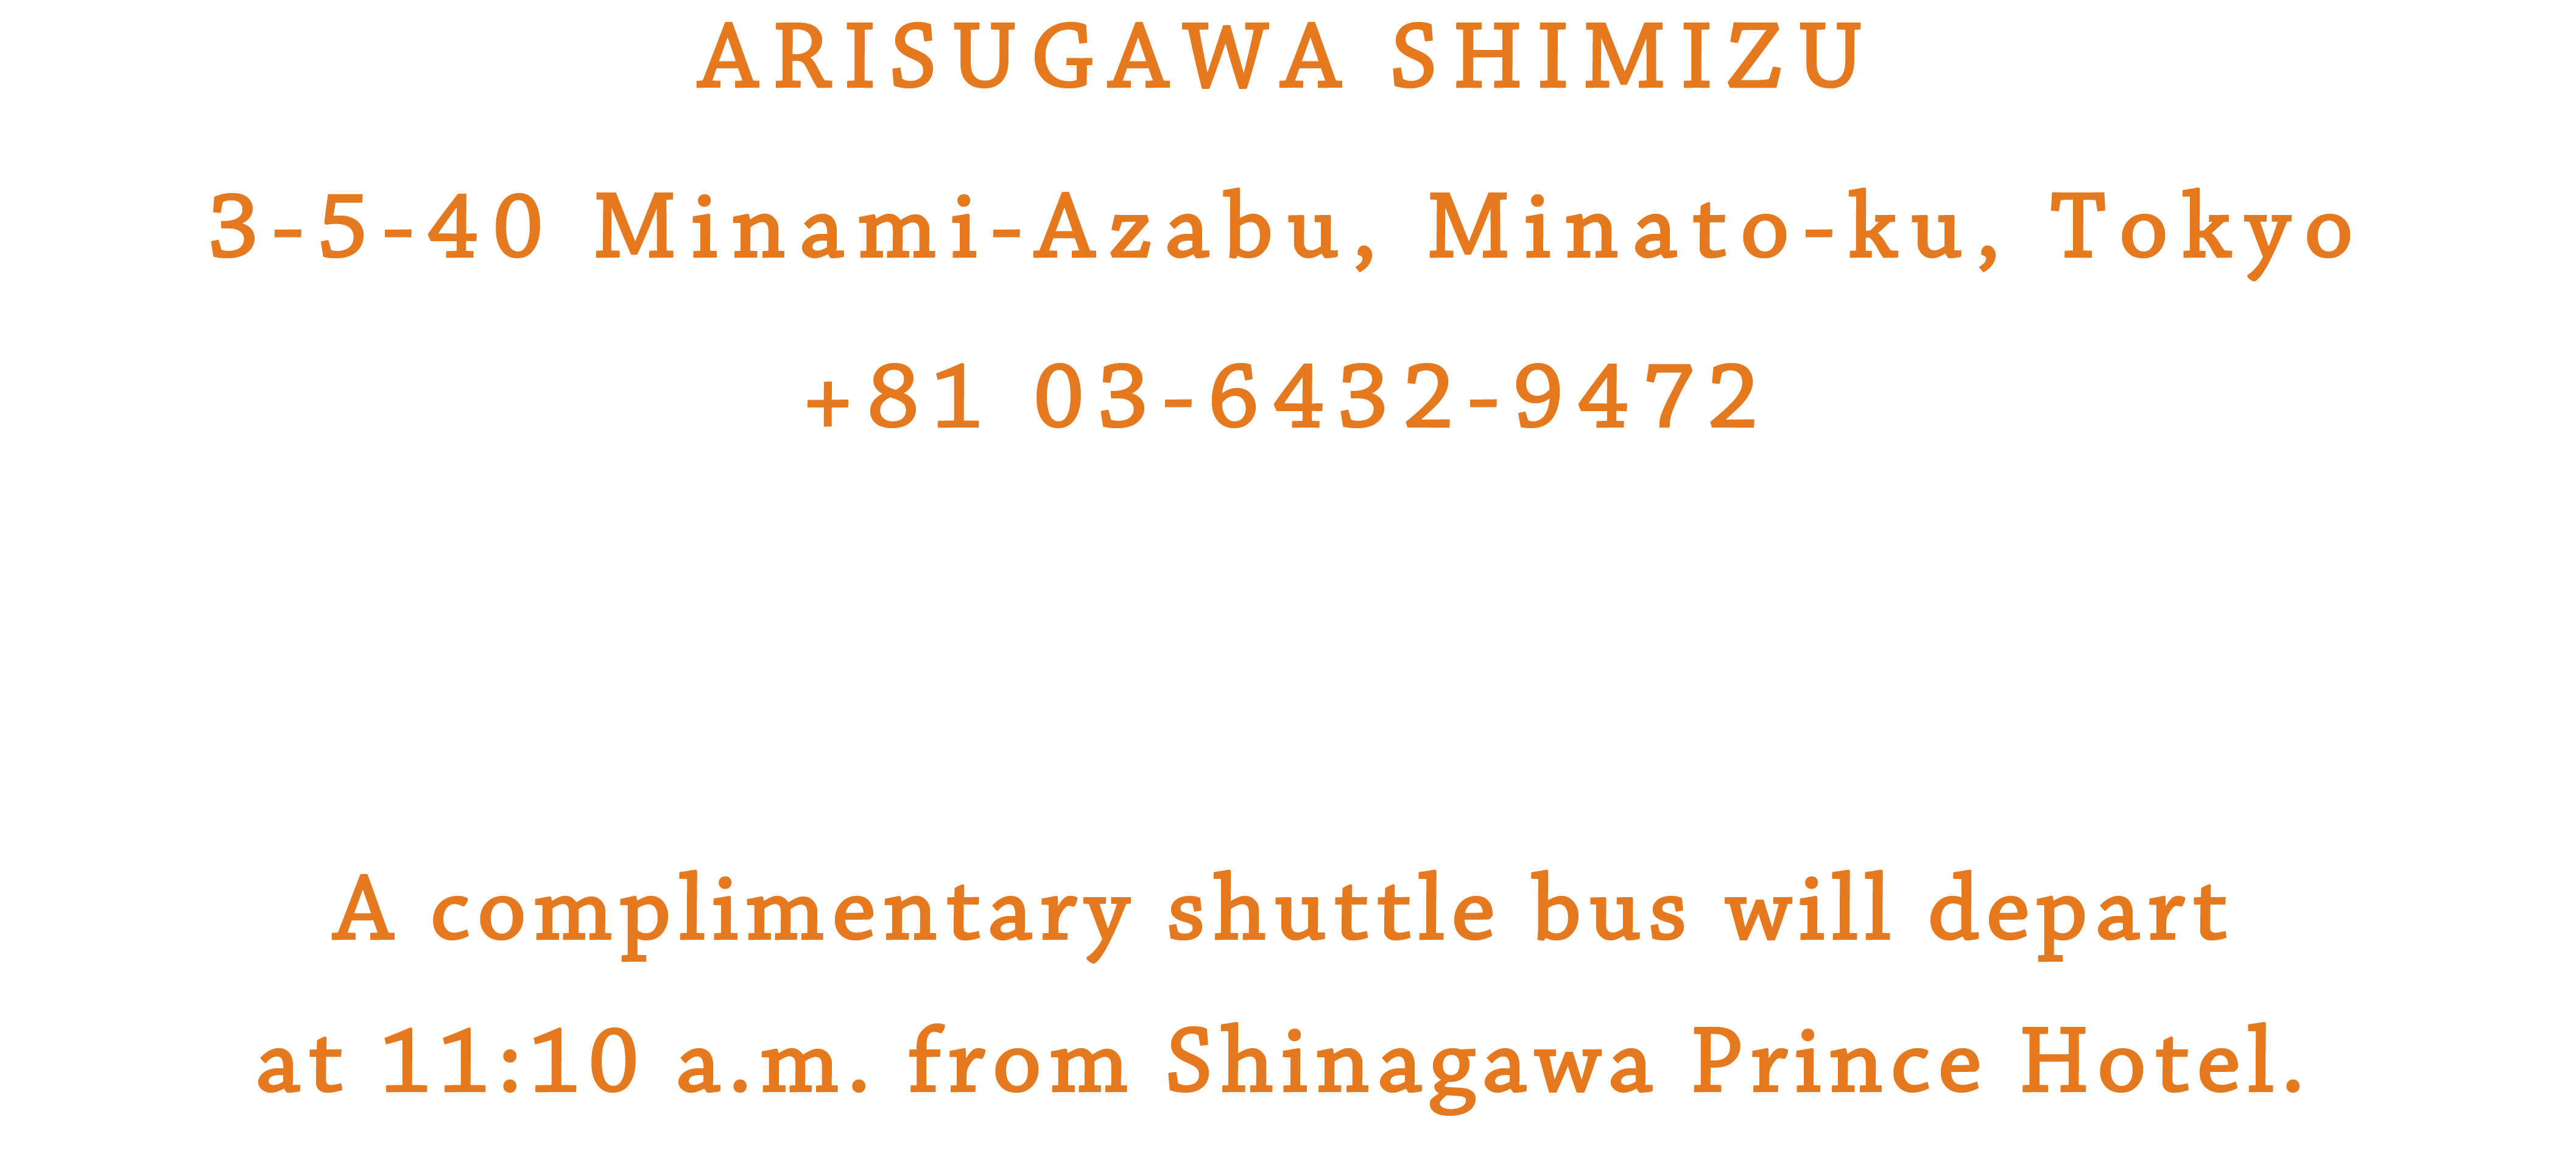 ARISUGAWA SHIMIZU
3-5-40 Minami-Azabu, Minato-ku, Tokyo
+81 03-6432-9472
A complimentary shuttle bus will depart
at 11:10 a.m. from Shinagawa Prince Hotel.